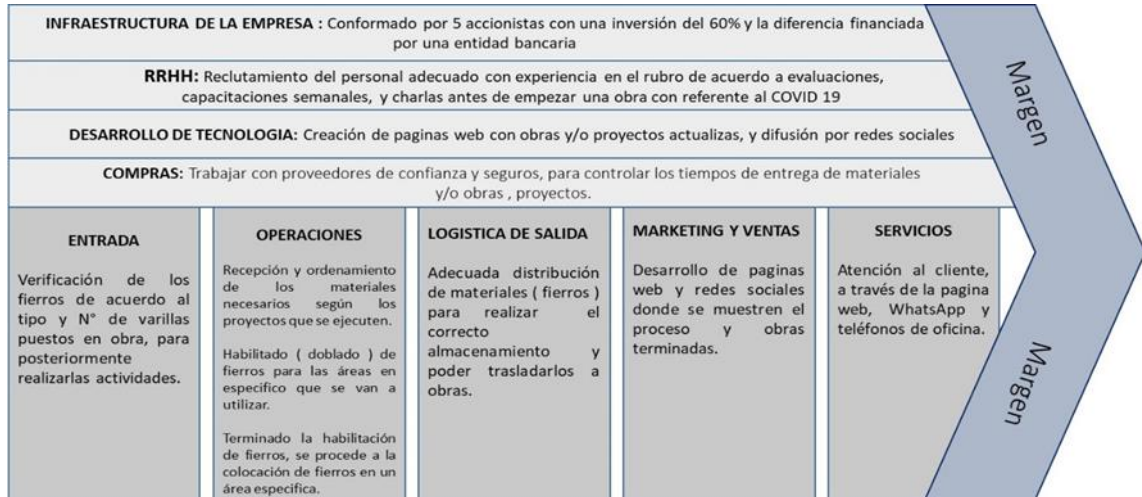 INFRAESTRUCTURA DE LA EMPRESA : Conformado por 5 accionistas con una inversión del 60% y la diferencia financiada
por una entidad bancaria
RRHH: Reclutamiento del personal adecuado con experiencia en el rubro de acuerdo a evaluaciones,
capacitaciones semanales, y charlas antes de empezar una obra con referente al COVID 19
DESARROLLO DE TECNOLOGIA: Creación de paginas web con obras y/o proyectos actualizas, y difusión por redes sociales
COMPRAS: Trabajar con proveedores de confianza y seguros, para controlar los tiempos de entrega de materiales
y/o obras , proyectos.
Margen
ENTRADA
Verificación de los
fierros de acuerdo al
tipo y N° de varillas
puestos en obra, para
posteriormente
realizarlas actividades.
OPERACIONES
Recepción y ordenamiento
de los materiales
necesarios según los
proyectos que se ejecuten.
Habilitado ( doblado ) de
fierros para las áreas en
especifico que se van a
utilizar.
Terminado la habilitación
de fierros, se procede a la
colocación de fierros en un
área especifica.
LOGISTICA DE SALIDA
Adecuada distribución
de materiales ( fierros )
para realizar el
correcto
almacenamiento y
poder trasladarlos a
obras.
MARKETING Y VENTAS
Desarrollo de paginas
web y redes sociales
donde se muestren el
proceso y obras
terminadas.
SERVICIOS
Atención al cliente,
a través de la pagina
web, WhatsApp y
teléfonos de oficina.
Margen